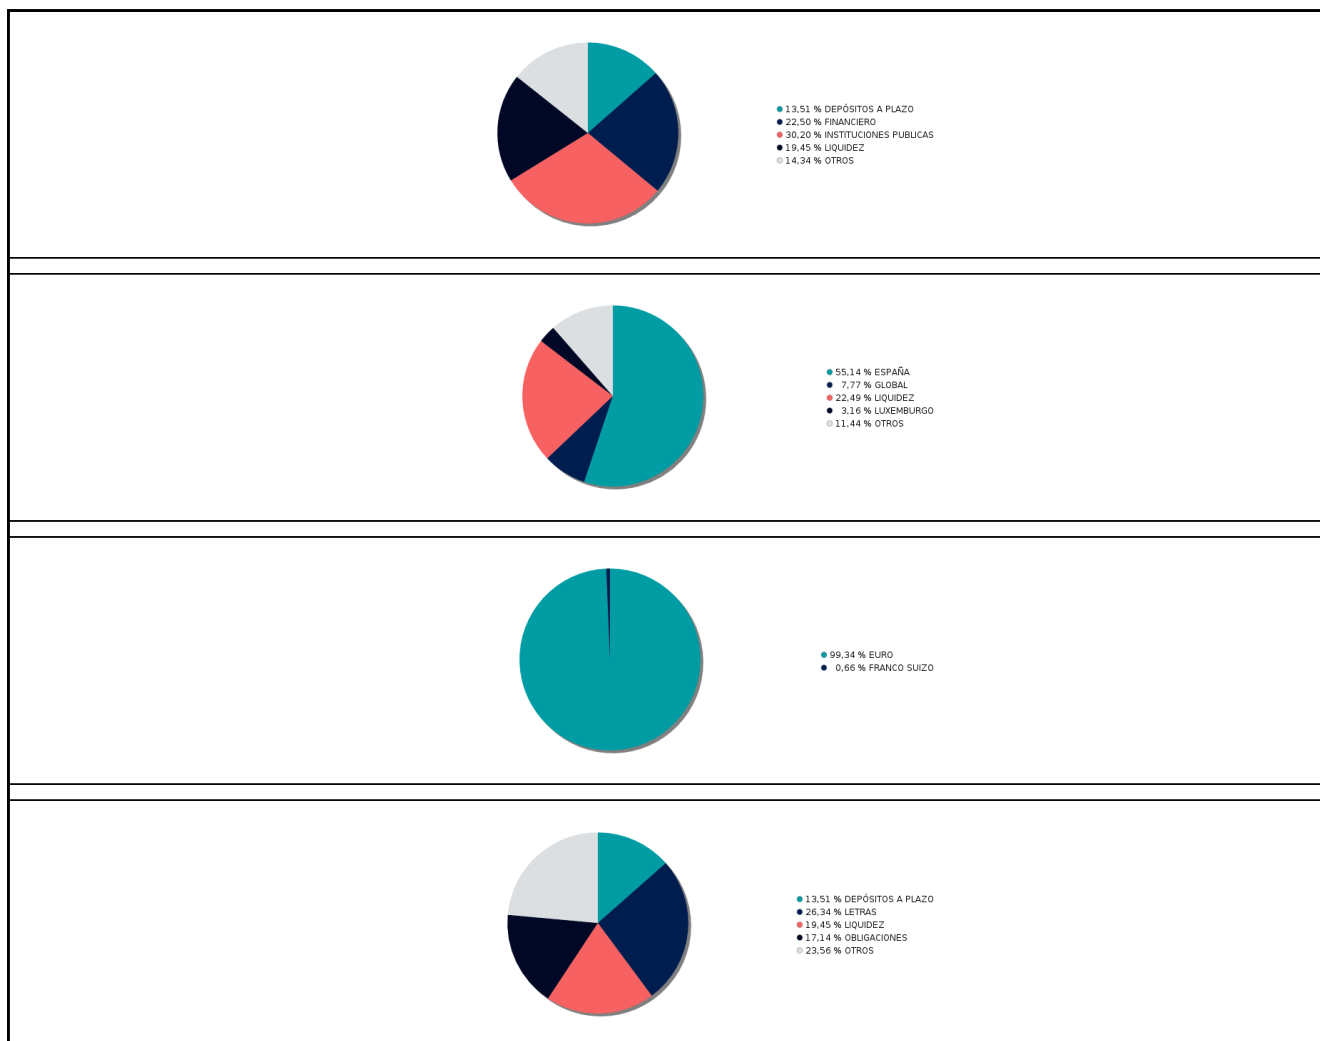 13,51 % DEPÓSITOS A PLAZO
22,50 % FINANCIERO
30,20 % INSTITUCIONES PUBLICAS
19,45 % LIQUIDEZ
14,34 % OTROS
55,14 % ESPAÑA
7,77 % GLOBAL
22,49 % LIQUIDEZ
3,16 % LUXEMBURGO
11,44 % OTROS
99,34 % EURO
0,66 % FRANCO SUIZO
13,51 % DEPÓSITOS A PLAZO
26,34 % LETRAS
19,45 % LIQUIDEZ
17,14 % OBLIGACIONES
23,56 % OTROS